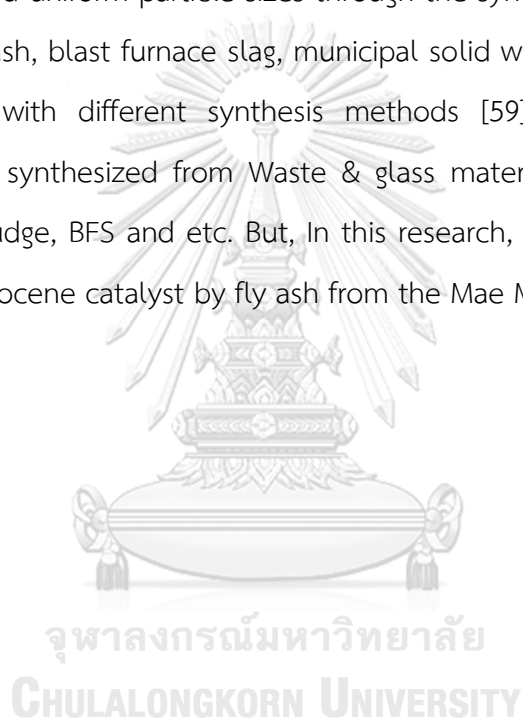 uniform particle sizes through the
sh, blast furnace slag, municipal solid
with different synthesis methods [59]
synthesized from Waste & glass mater
udge, BFS and etc. But, In this research,
ocene catalyst by fly ash from the Mae M
จุฬาลงกรณ์มหาวิทยาลัย
CHULALONGKORN UNIVERSITY